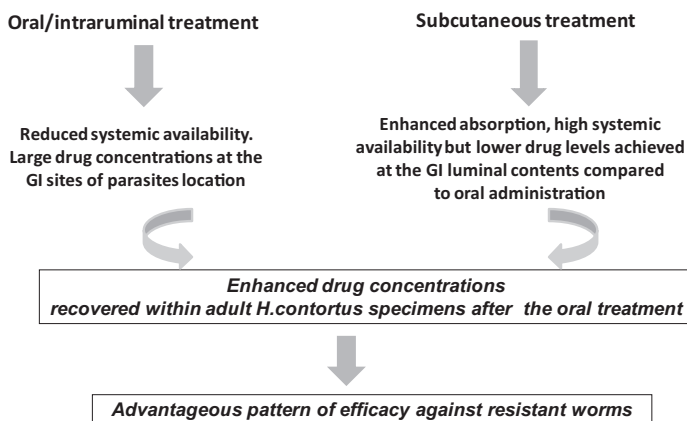 Oral/intraruminal treatment
Reduced systemic availability.
Large drug concentrations at the
GI sites of parasites location
Subcutaneous treatment
Enhanced absorption, high systemic
availability but lower drug levels achieved
at the GI luminal contents compared
to oral administration
Enhanced drug concentrations
recovered within adult H.contortus specimens after the oral treatment
Advantageous pattern of efficacy against resistant worms